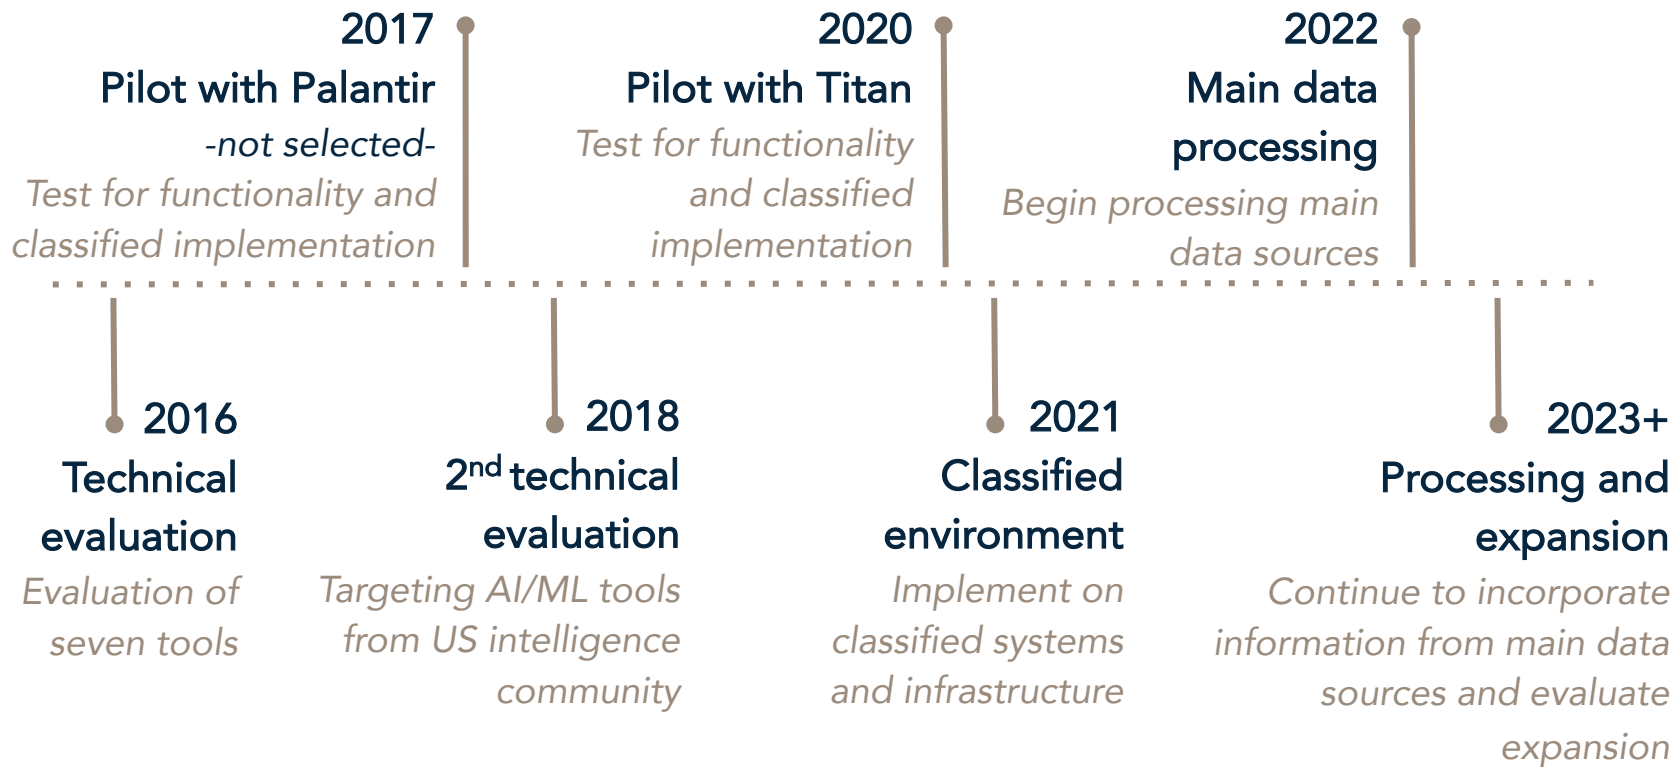 2017
Pilot with Palantir
-not selected-
Test for functionality and
classified implementation
2020
Pilot with Titan
Test for functionality
and classified
implementation
2022
Main data
processing
Begin processing main
data sources
2016
Technical
evaluation
Evaluation of
seven tools
2018
2nd technical
evaluation
Targeting AI/ML tools
from US intelligence
community
2021
Classified
environment
Implement on
classified systems
and infrastructure
2023+
Processing and
expansion
Continue to incorporate
information from main data
sources and evaluate
expansion